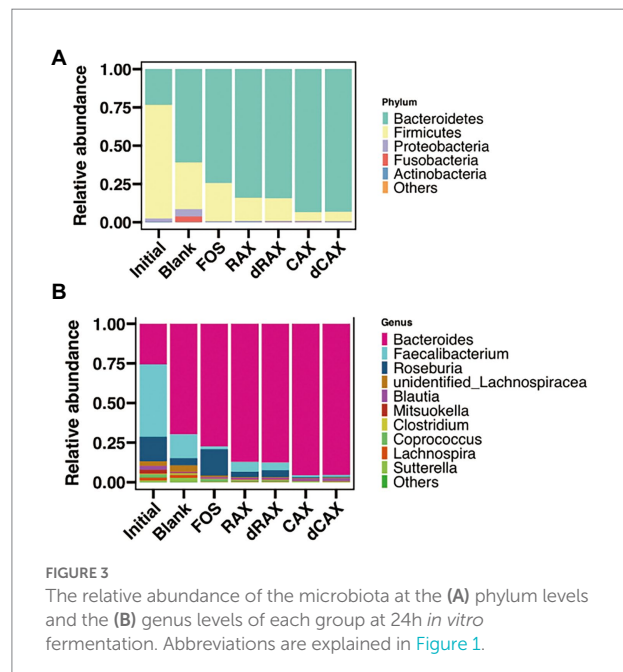 A
Relative abundance
1.00
0.75
0.50
0.25
0.00
Initial
Blank
FOS
RAX
dRAX
CAX
dCAX
Phylum
Bacteroidetes
Firmicutes
Proteobacteria
Fusobacteria
Actinobacteria
Others
B
Relative abundance
1.00
0.75
0.50
0.25
0.00
Initial
Blank
FOS
RAX
dRAX
CAX
dCAX
Genus
Bacteroides
Faecalibacterium
Roseburia
unidentified_Lachnospiracea
Blautia
Mitsuokella
Clostridium
Coprococcus
Lachnospira
Sutterella
Others
FIGURE 3
The relative abundance of the microbiota at the (A) phylum levels
and the (B) genus levels of each group at 24h in vitro
fermentation. Abbreviations are explained in Figure 1.